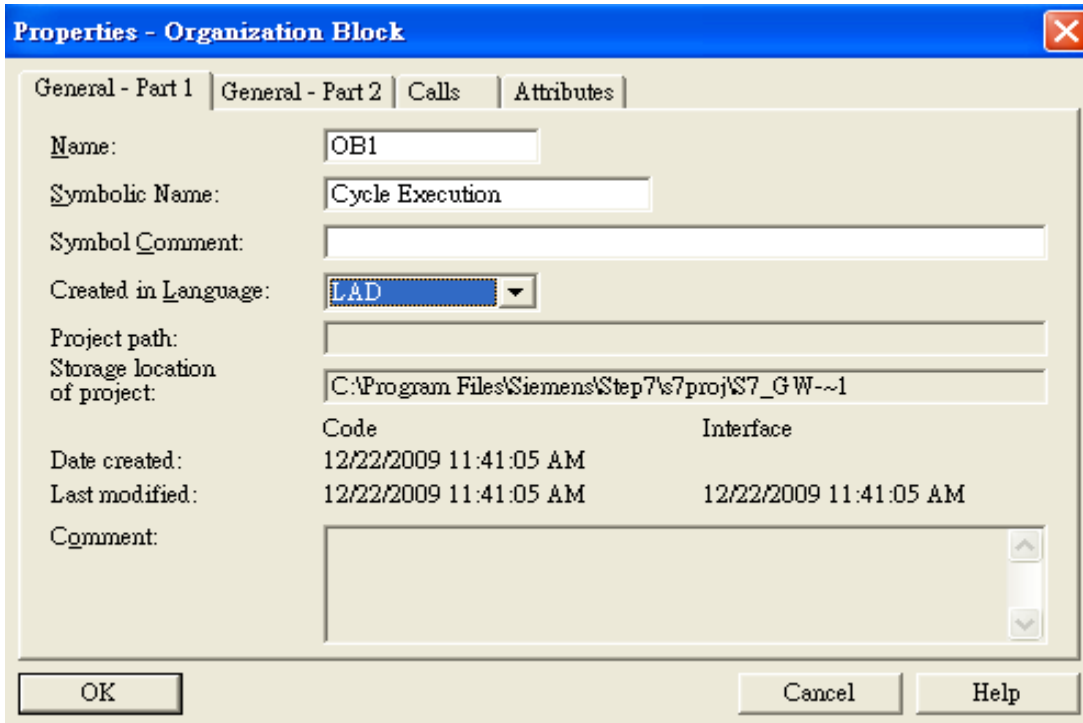 Properties - Organization Block
General - Part 1 General - Part 2 Calls Attributes
Name: OB1
Symbolic Name: Cycle Execution
Symbol Comment:
Created in Language: LAD
Project path:
Storage location
of project: C:\Program Files\Siemens\Step7\s7proj\S7_GW-~1
Code Interface
Date created: 12/22/2009 11:41:05 AM
Last modified: 12/22/2009 11:41:05 AM 12/22/2009 11:41:05 AM
Comment:
OK Cancel Help